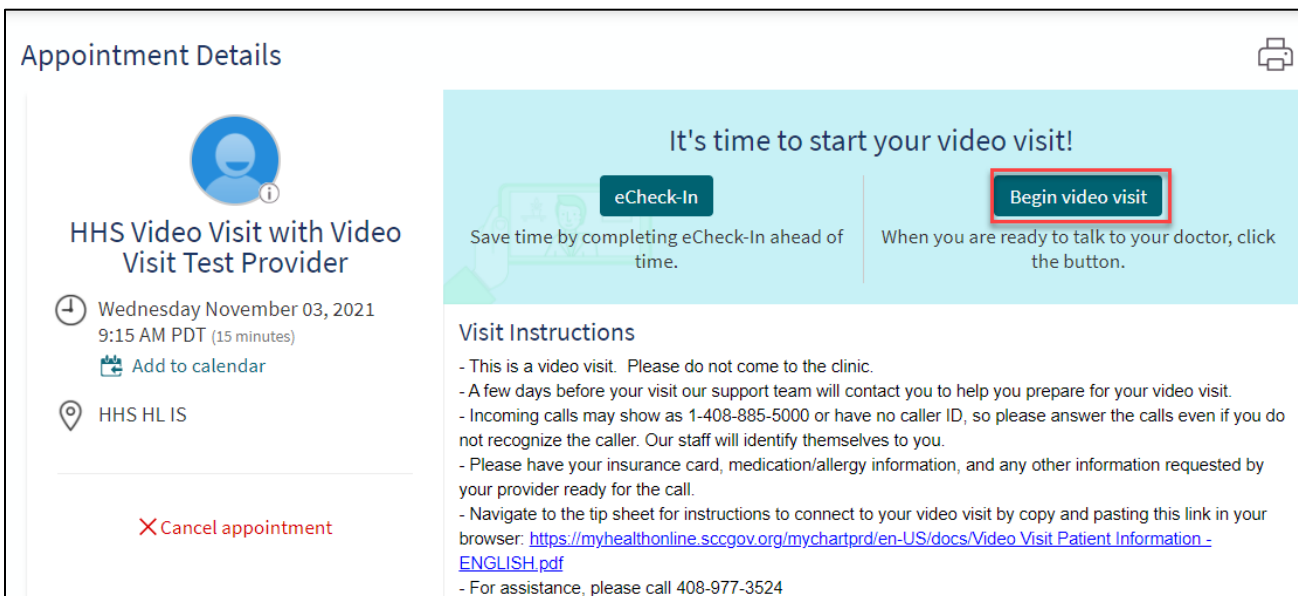 Appointment Details
HHS Video Visit with Video
Visit Test Provider
Wednesday November 03, 2021
9:15 AM PDT (15 minutes)
Add to calendar
HHS HL IS
Cancel appointment
It's time to start your video visit!
eCheck-In
Save time by completing eCheck-In ahead of
time.
Begin video visit
When you are ready to talk to your doctor, click
the button.
Visit Instructions
- This is a video visit.  Please do not come to the clinic.
- A few days before your visit our support team will contact you to help you prepare for your video visit.
- Incoming calls may show as 1-408-885-5000 or have no caller ID, so please answer the calls even if you do
not recognize the caller. Our staff will identify themselves to you.
- Please have your insurance card, medication/allergy information, and any other information requested by
your provider ready for the call.
- Navigate to the tip sheet for instructions to connect to your video visit by copy and pasting this link in your
browser: https://myhealthonline.sccgov.org/mychartprd/en-US/docs/Video Visit Patient Information -
ENGLISH.pdf
- For assistance, please call 408-977-3524